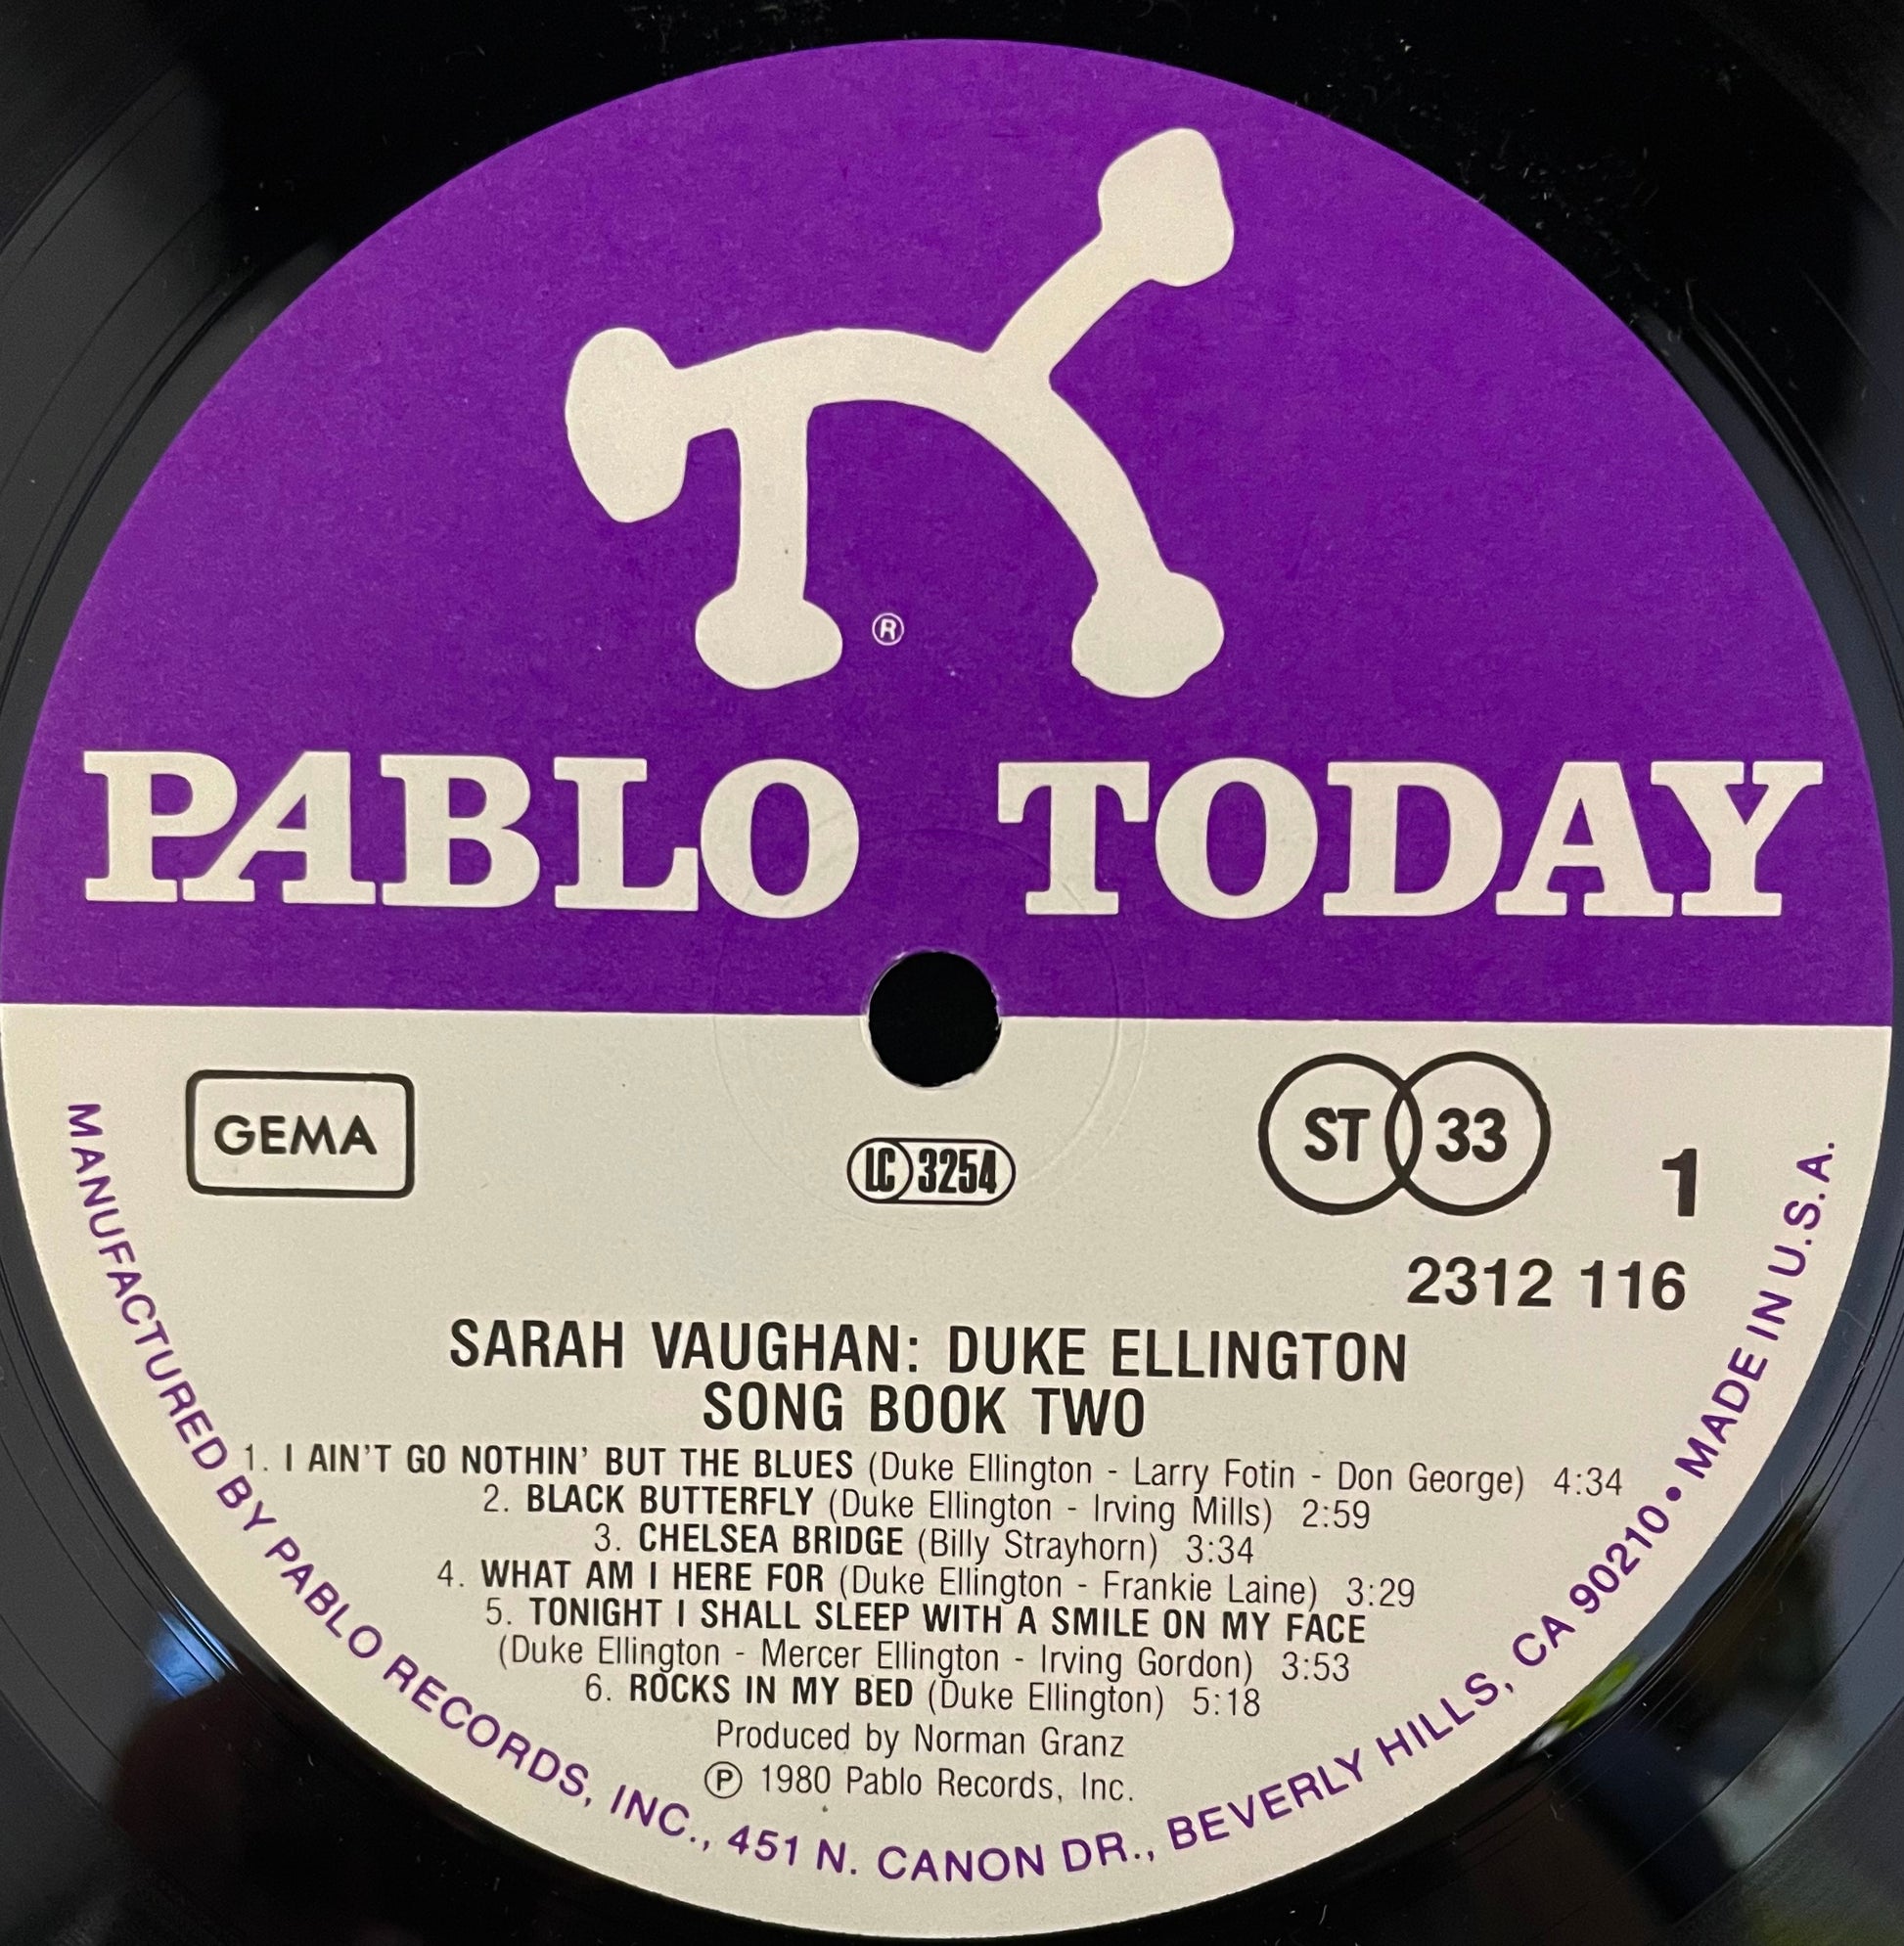 ®
PABLO TODAY
GEMA
LC 3254
ST 33
1
2312 116
SARAH VAUGHAN: DUKE ELLINGTON
SONG BOOK TWO
1. I AIN'T GO NOTHIN' BUT THE BLUES (Duke Ellington - Larry Fotin - Don George) 4:34
2. BLACK BUTTERFLY (Duke Ellington - Irving Mills) 2:59
3. CHELSEA BRIDGE (Billy Strayhorn) 3:34
4. WHAT AM I HERE FOR (Duke Ellington - Frankie Laine) 3:29
5. TONIGHT I SHALL SLEEP WITH A SMILE ON MY FACE
(Duke Ellington - Mercer Ellington - Irving Gordon) 3:53
6. ROCKS IN MY BED (Duke Ellington) 5:18
Produced by Norman Granz
℗ 1980 Pablo Records, Inc.
MANUFACTURED BY PABLO RECORDS, INC., 451 N. CANON DR., BEVERLY HILLS, CA 90210 • MADE IN U.S.A.